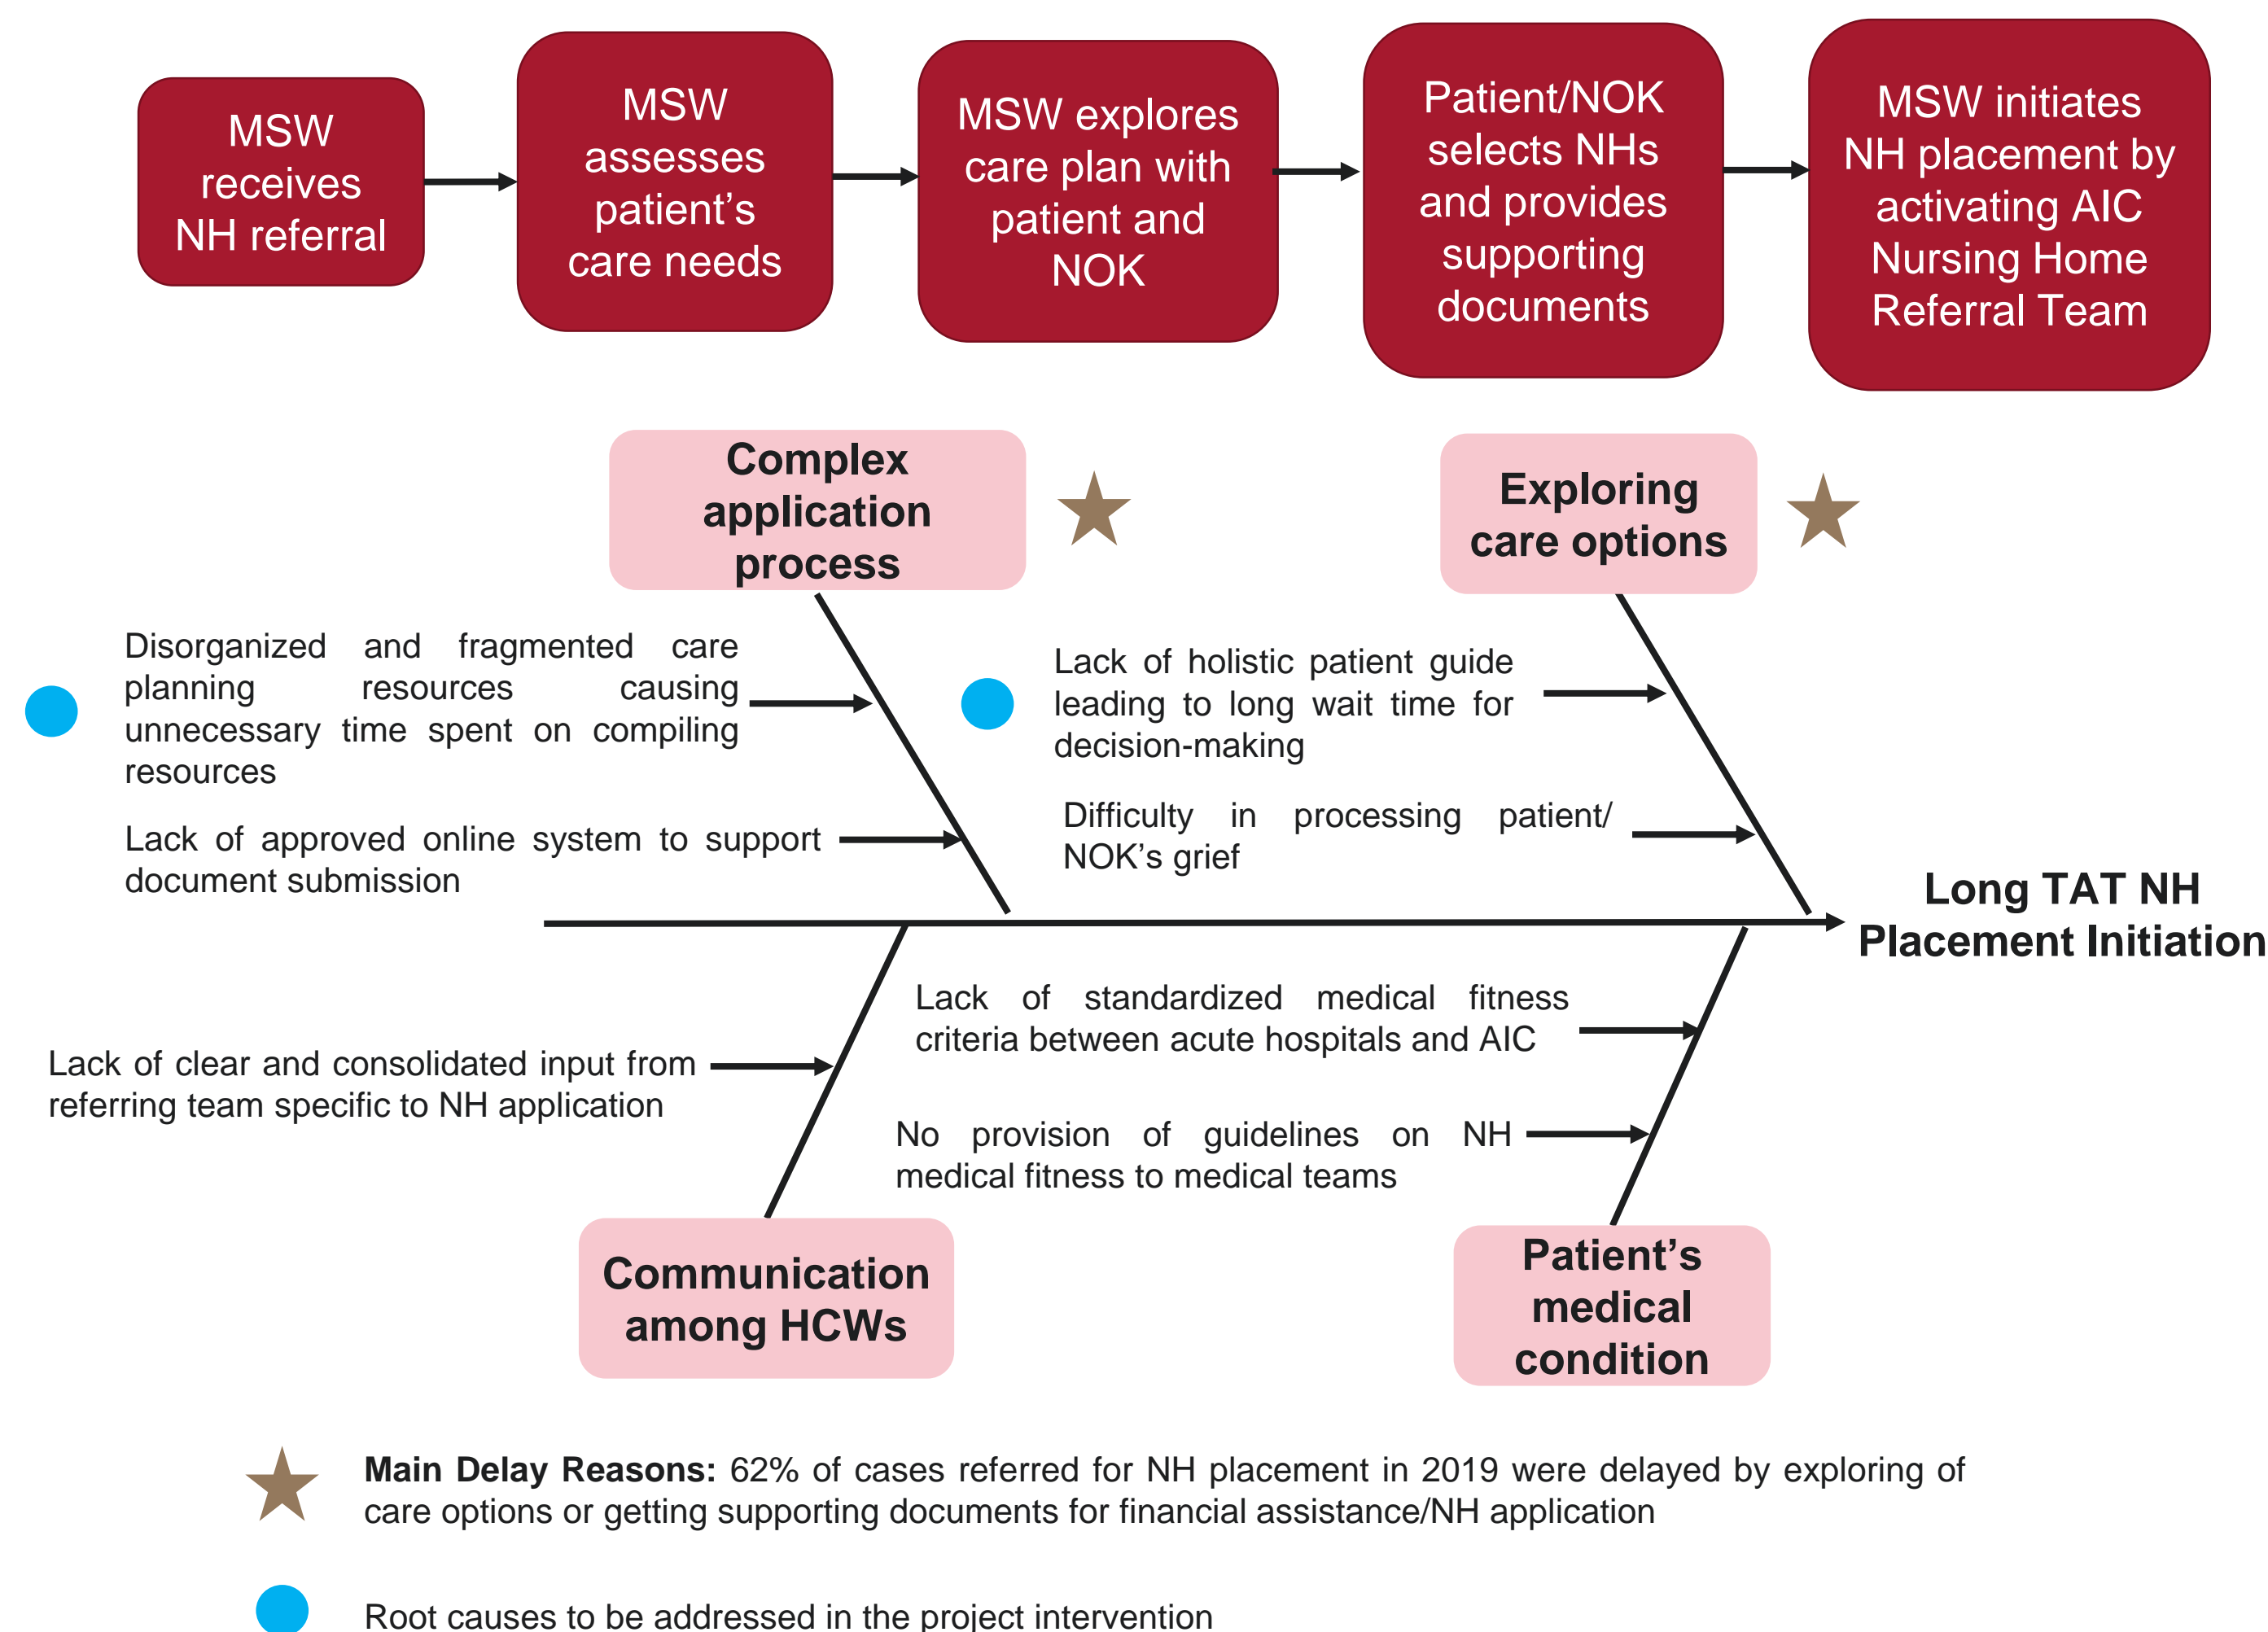 MSW
receives
NH referral
MSW
assesses
patient’s
care needs
MSW explores
care plan with
patient and
NOK
Patient/NOK
selects NHs
and provides
supporting
documents
MSW initiates
NH placement by
activating AIC
Nursing Home
Referral Team
Complex
application
process
Exploring
care options
Disorganized and fragmented care
planning resources causing
unnecessary time spent on compiling
resources
Lack of approved online system to support
document submission
Lack of holistic patient guide
leading to long wait time for
decision-making
Difficulty in processing patient/
NOK’s grief
Long TAT NH
Placement Initiation
Lack of clear and consolidated input from
referring team specific to NH application
Lack of standardized medical fitness
criteria between acute hospitals and AIC
No provision of guidelines on NH
medical fitness to medical teams
Communication
among HCWs
Patient’s
medical
condition
Main Delay Reasons: 62% of cases referred for NH placement in 2019 were delayed by exploring of
care options or getting supporting documents for financial assistance/NH application
Root causes to be addressed in the project intervention